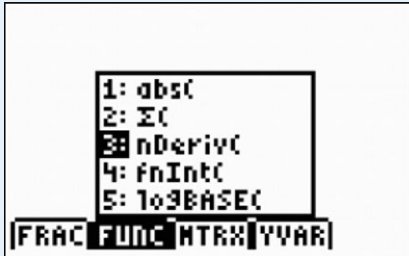 1: abs(
2: Σ(
3: nDeriv(
4: fnInt(
5: logBASE(
FRAC FUNC MTRX YVAR